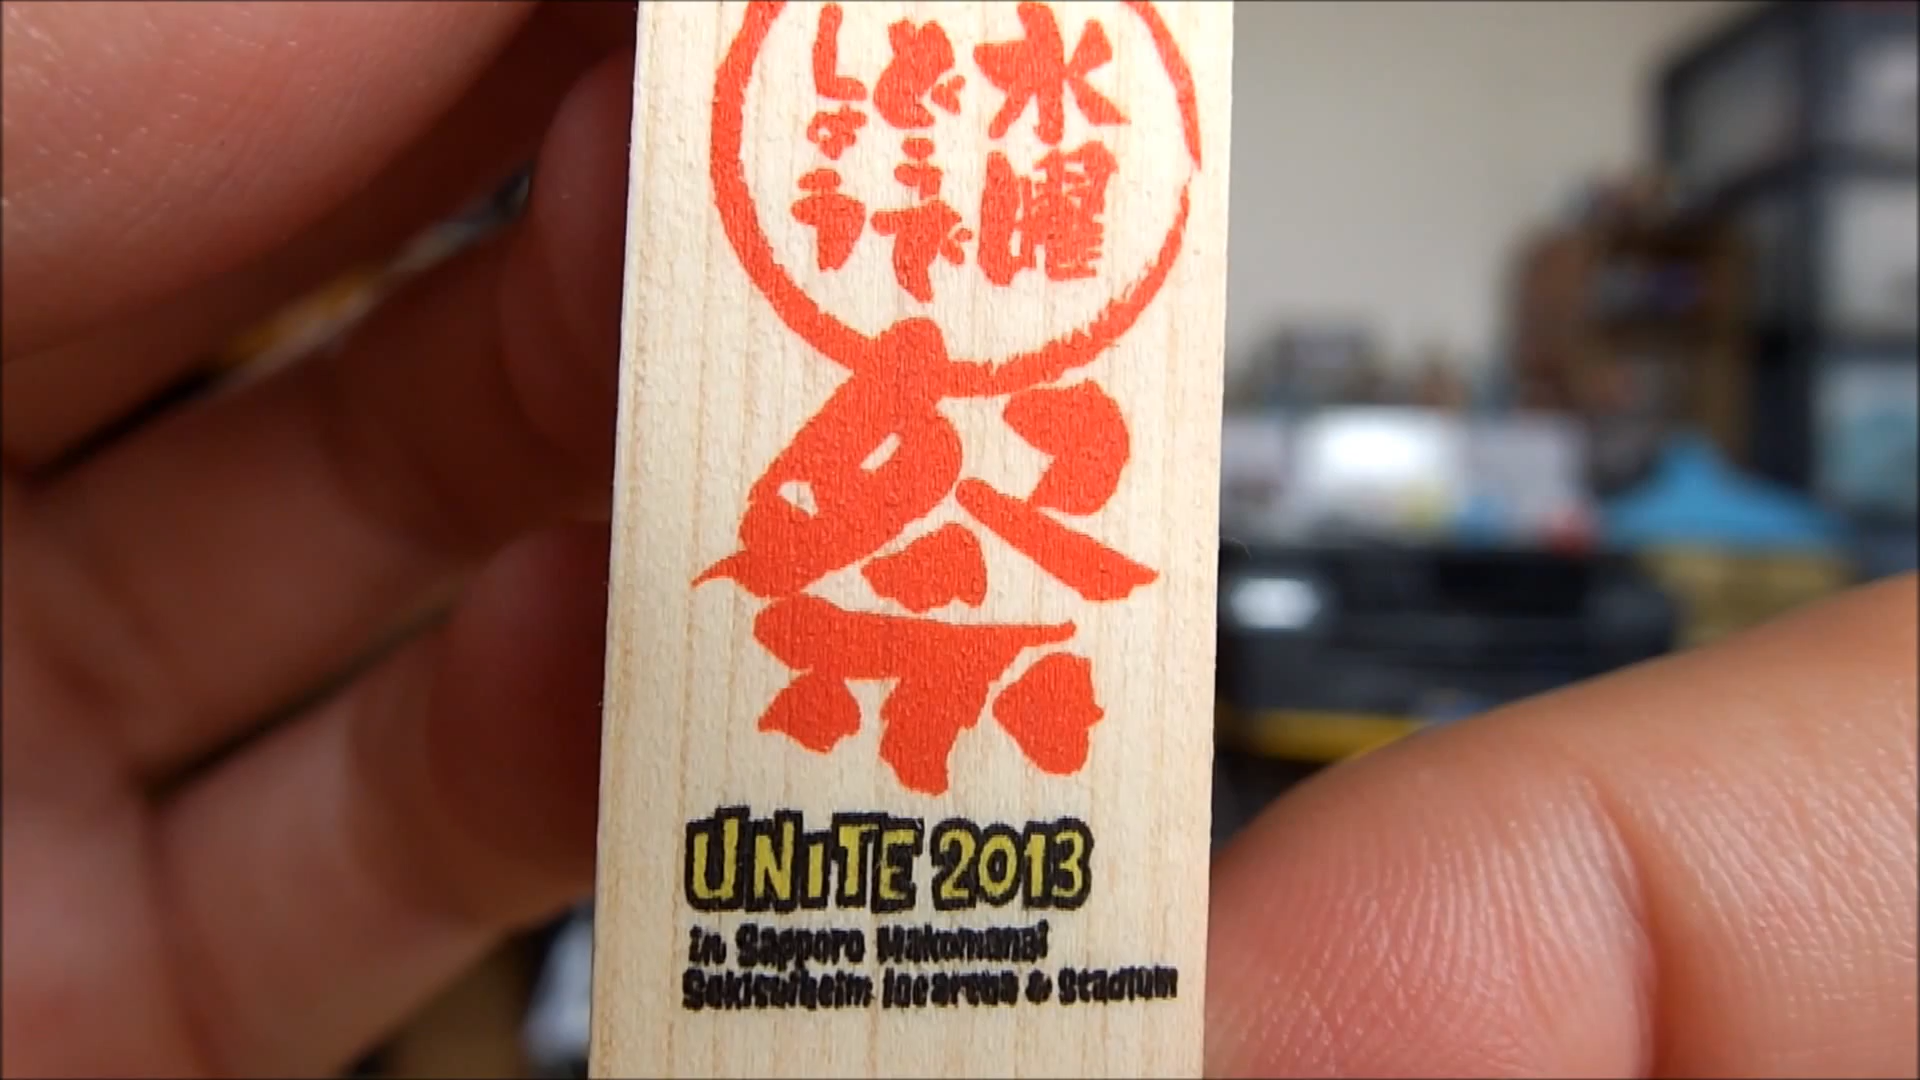 水曜
どうで
しょう
祭
UNITE 2013
In Sapporo Makomanai
Sekisuiheim Icearena & Stadium